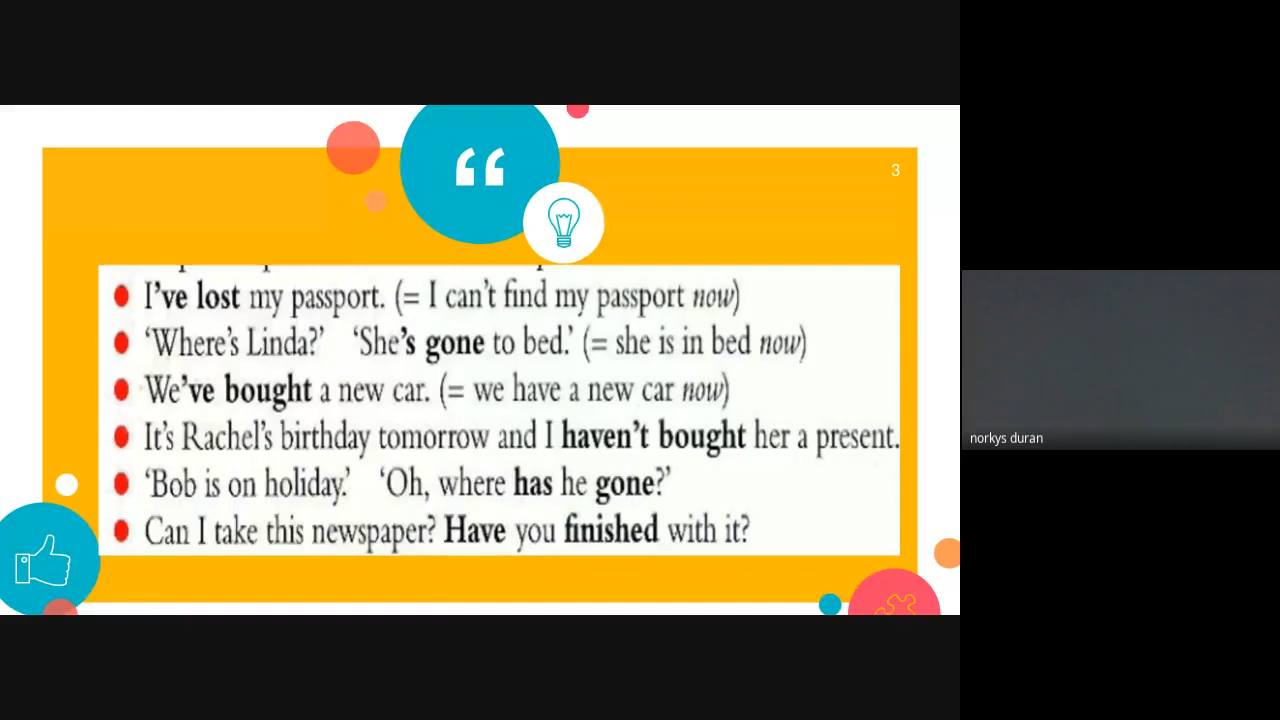 “
3
I’ve lost my passport. (= I can’t find my passport now)
‘Where’s Linda?’ ‘She’s gone to bed.’ (= she is in bed now)
We’ve bought a new car. (= we have a new car now)
It’s Rachel’s birthday tomorrow and I haven’t bought her a present.
‘Bob is on holiday.’ ‘Oh, where has he gone?’
Can I take this newspaper? Have you finished with it?
norkys duran